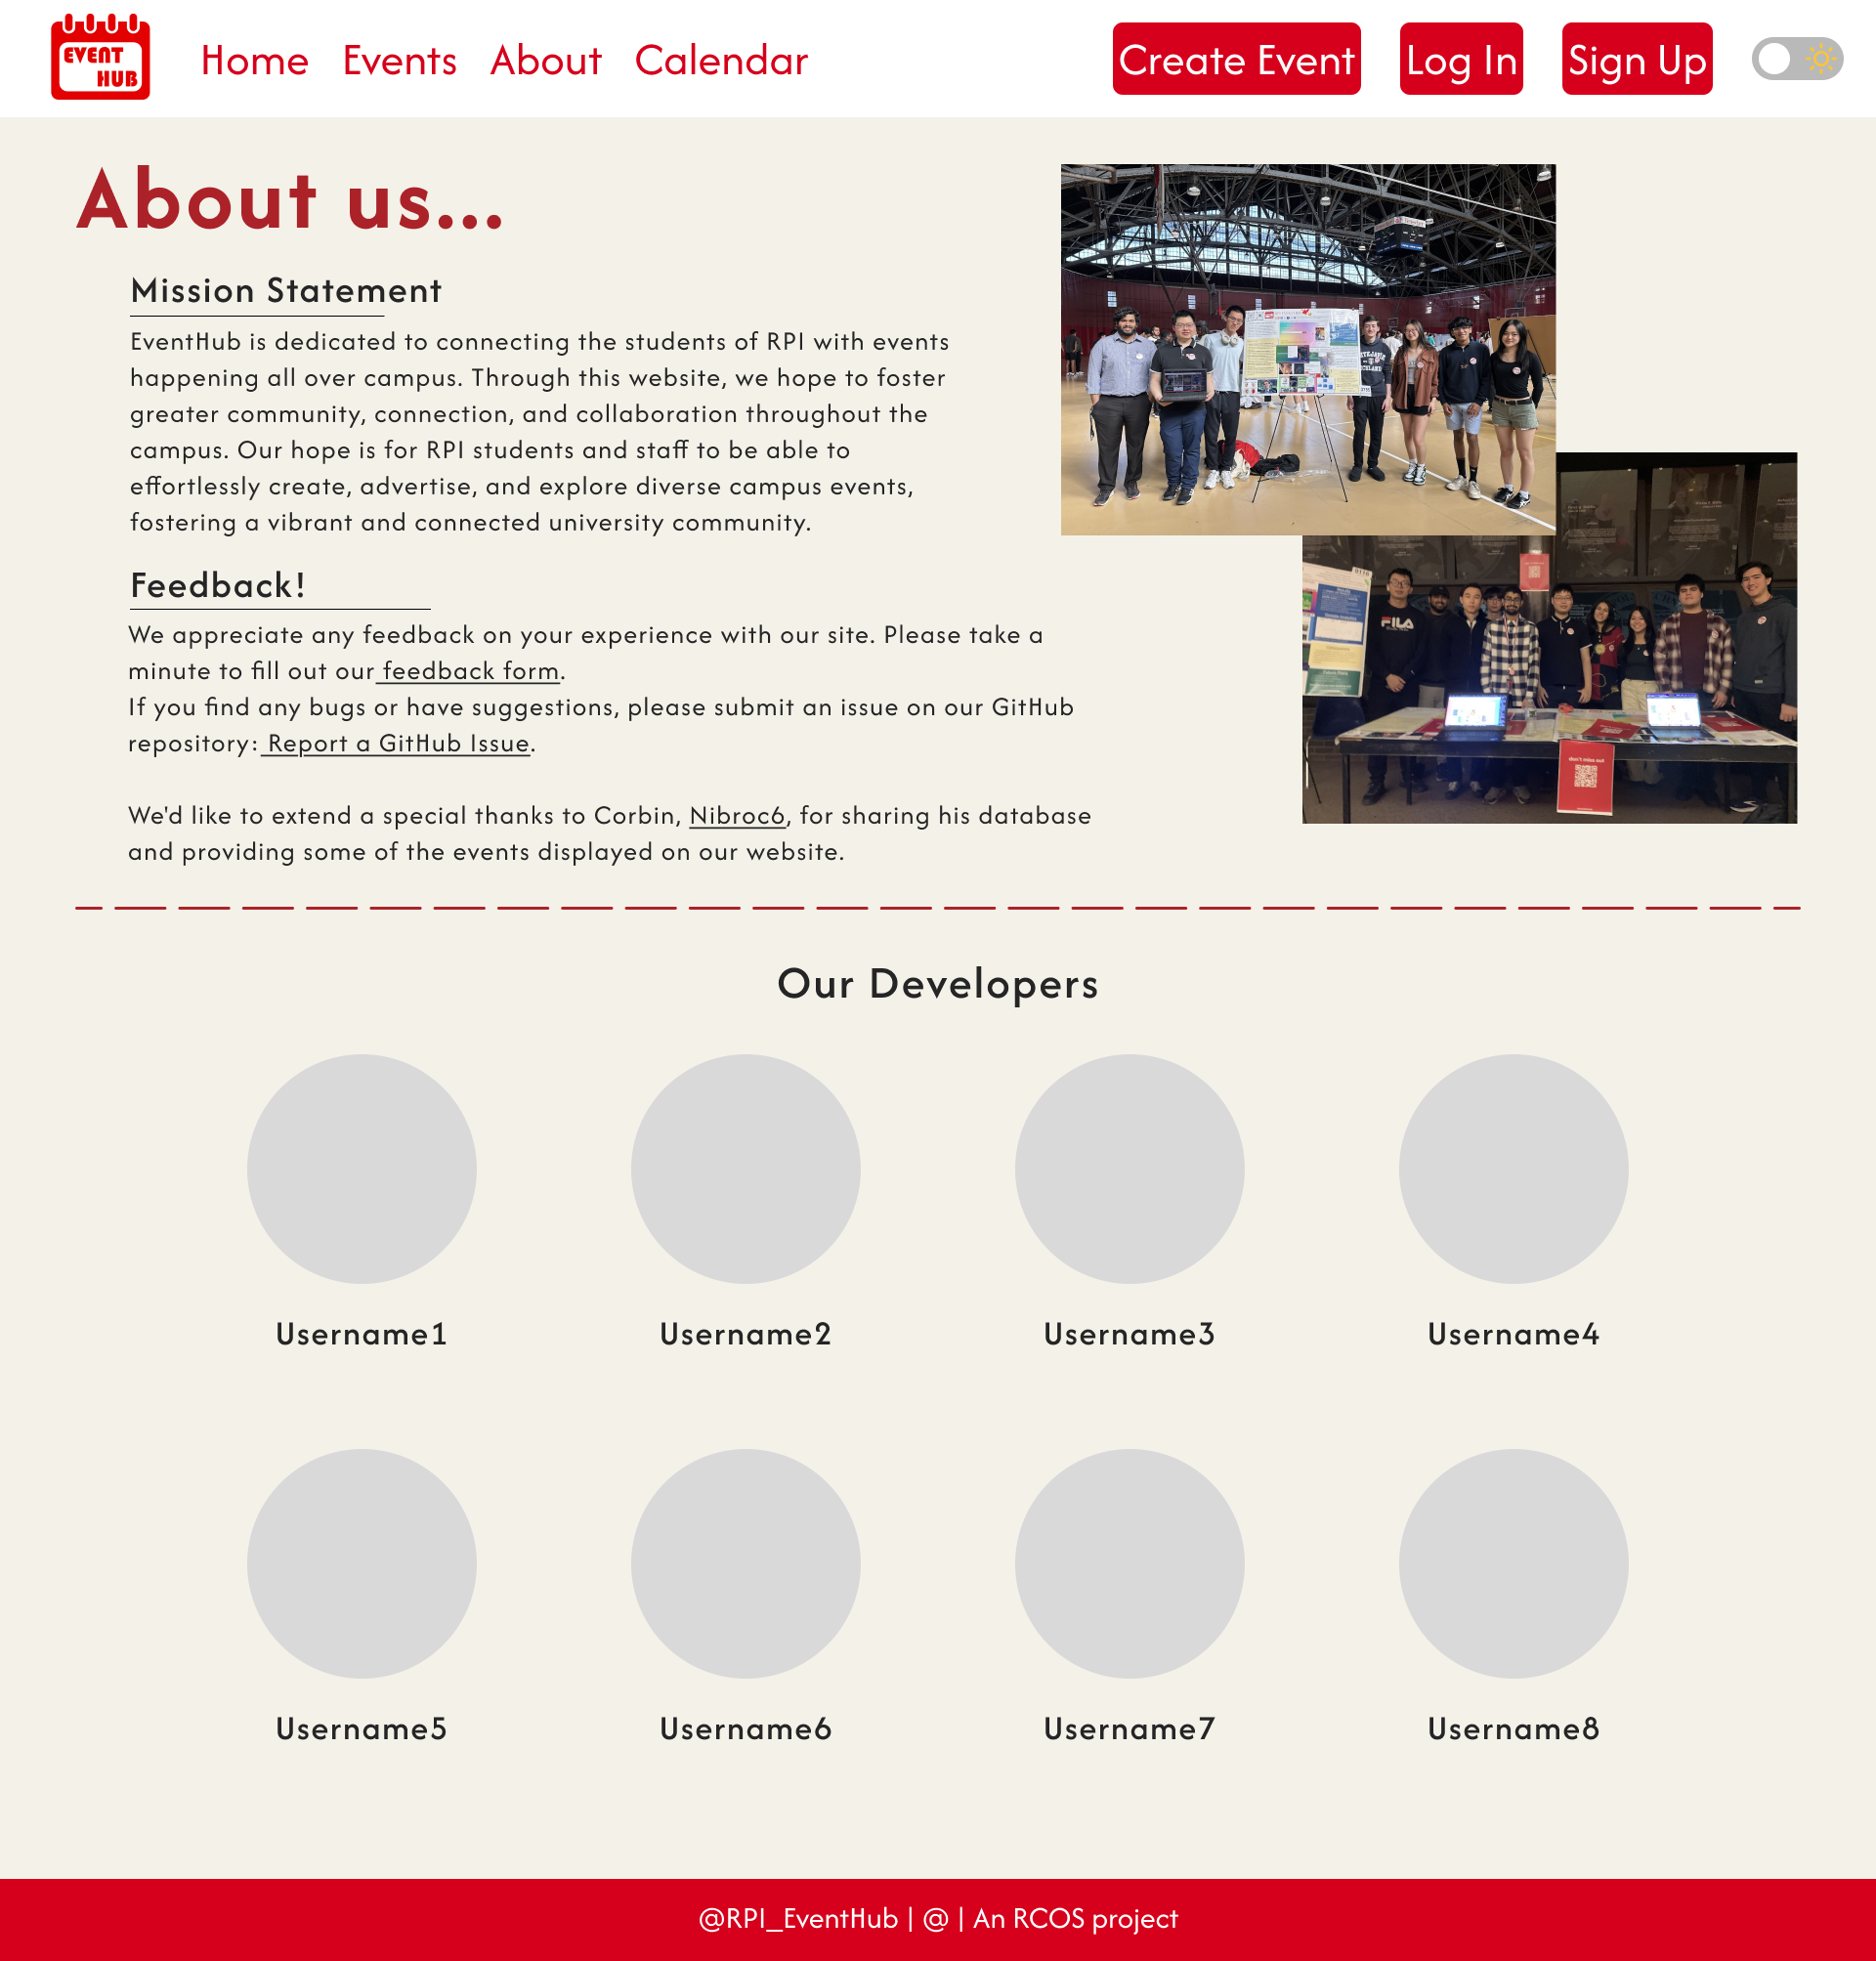 EVENT
HUB
Home Events About Calendar
Create Event Log In Sign Up
About us...
Mission Statement
EventHub is dedicated to connecting the students of RPI with events
happening all over campus. Through this website, we hope to foster
greater community, connection, and collaboration throughout the
campus. Our hope is for RPI students and staff to be able to
effortlessly create, advertise, and explore diverse campus events,
fostering a vibrant and connected university community.
Feedback!
We appreciate any feedback on your experience with our site. Please take a
minute to fill out our feedback form.
If you find any bugs or have suggestions, please submit an issue on our GitHub
repository: Report a GitHub Issue.
We'd like to extend a special thanks to Corbin, Nibroc6, for sharing his database
and providing some of the events displayed on our website.
FILA
don't miss out
Our Developers
Username1 Username2 Username3 Username4
Username5 Username6 Username7 Username8
@RPI_EventHub | @ | An RCOS project